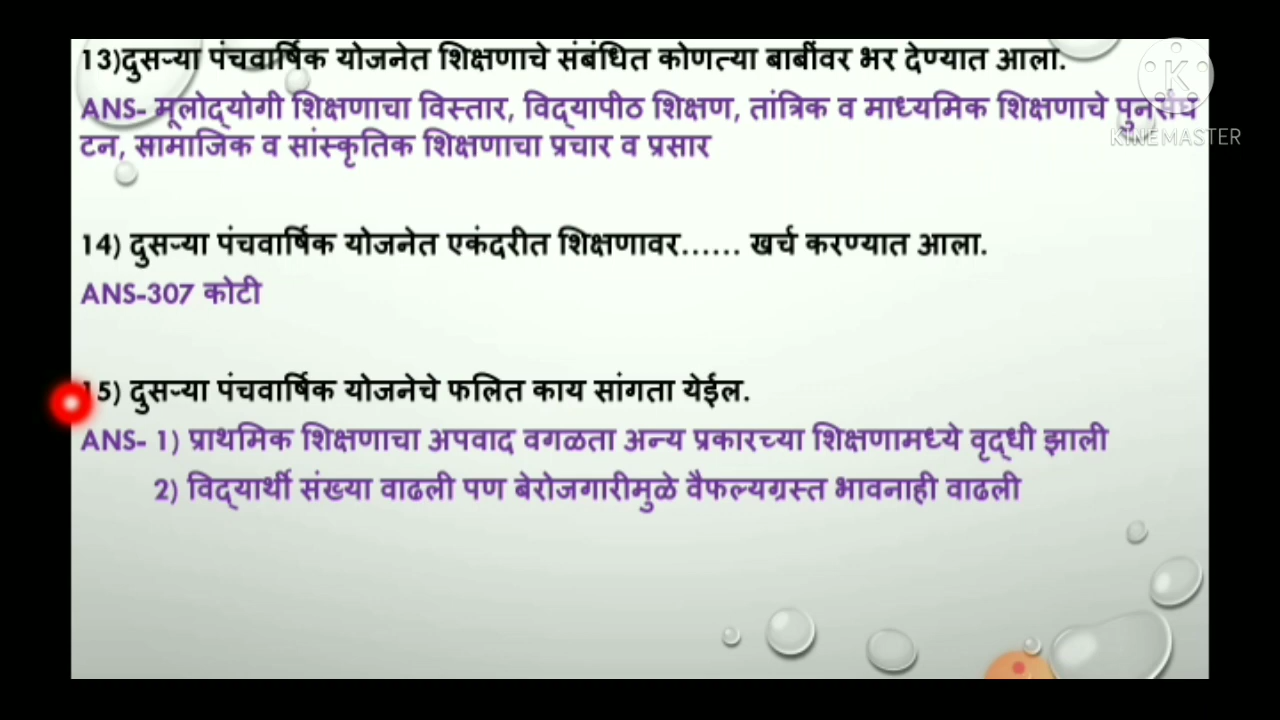 13)दुसऱ्या पंचवार्षिक योजनेत शिक्षणाचे संबंधित कोणत्या बाबींवर भर देण्यात आला.
ANS- मूलोद्‌योगी शिक्षणाचा विस्तार, विद्‌यापीठ शिक्षण, तांत्रिक व माध्यमिक शिक्षणाचे पुनर्संघ
टन, सामाजिक व सांस्कृतिक शिक्षणाचा प्रचार व प्रसार
K
KINEMASTER
14) दुसऱ्या पंचवार्षिक योजनेत एकंदरीत शिक्षणावर...... खर्च करण्यात आला.
ANS-307 कोटी
15) दुसऱ्या पंचवार्षिक योजनेचे फलित काय सांगता येईल.
ANS- 1) प्राथमिक शिक्षणाचा अपवाद वगळता अन्य प्रकारच्या शिक्षणामध्ये वृद्‌धी झाली
2) विद्‌यार्थी संख्या वाढली पण बेरोजगारीमुळे वैफल्यग्रस्त भावनाही वाढली